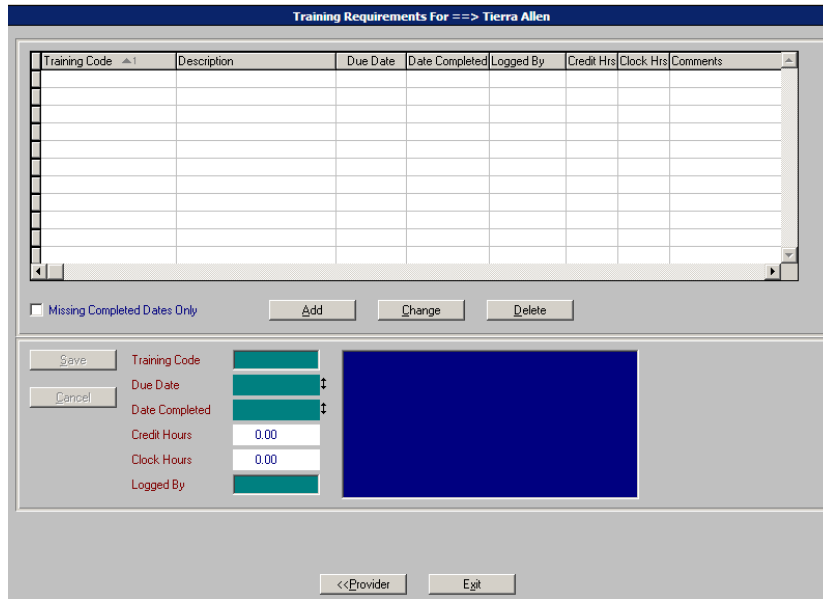 Training Requirements For ==> Tierra Allen
Training Code 1 Description Due Date Date Completed Logged By Credit Hrs Clock Hrs Comments
Missing Completed Dates Only Add Change Delete
Save Training Code
Due Date
Cancel
Date Completed
Credit Hours 0.00
Clock Hours 0.00
Logged By
<<Provider Exit